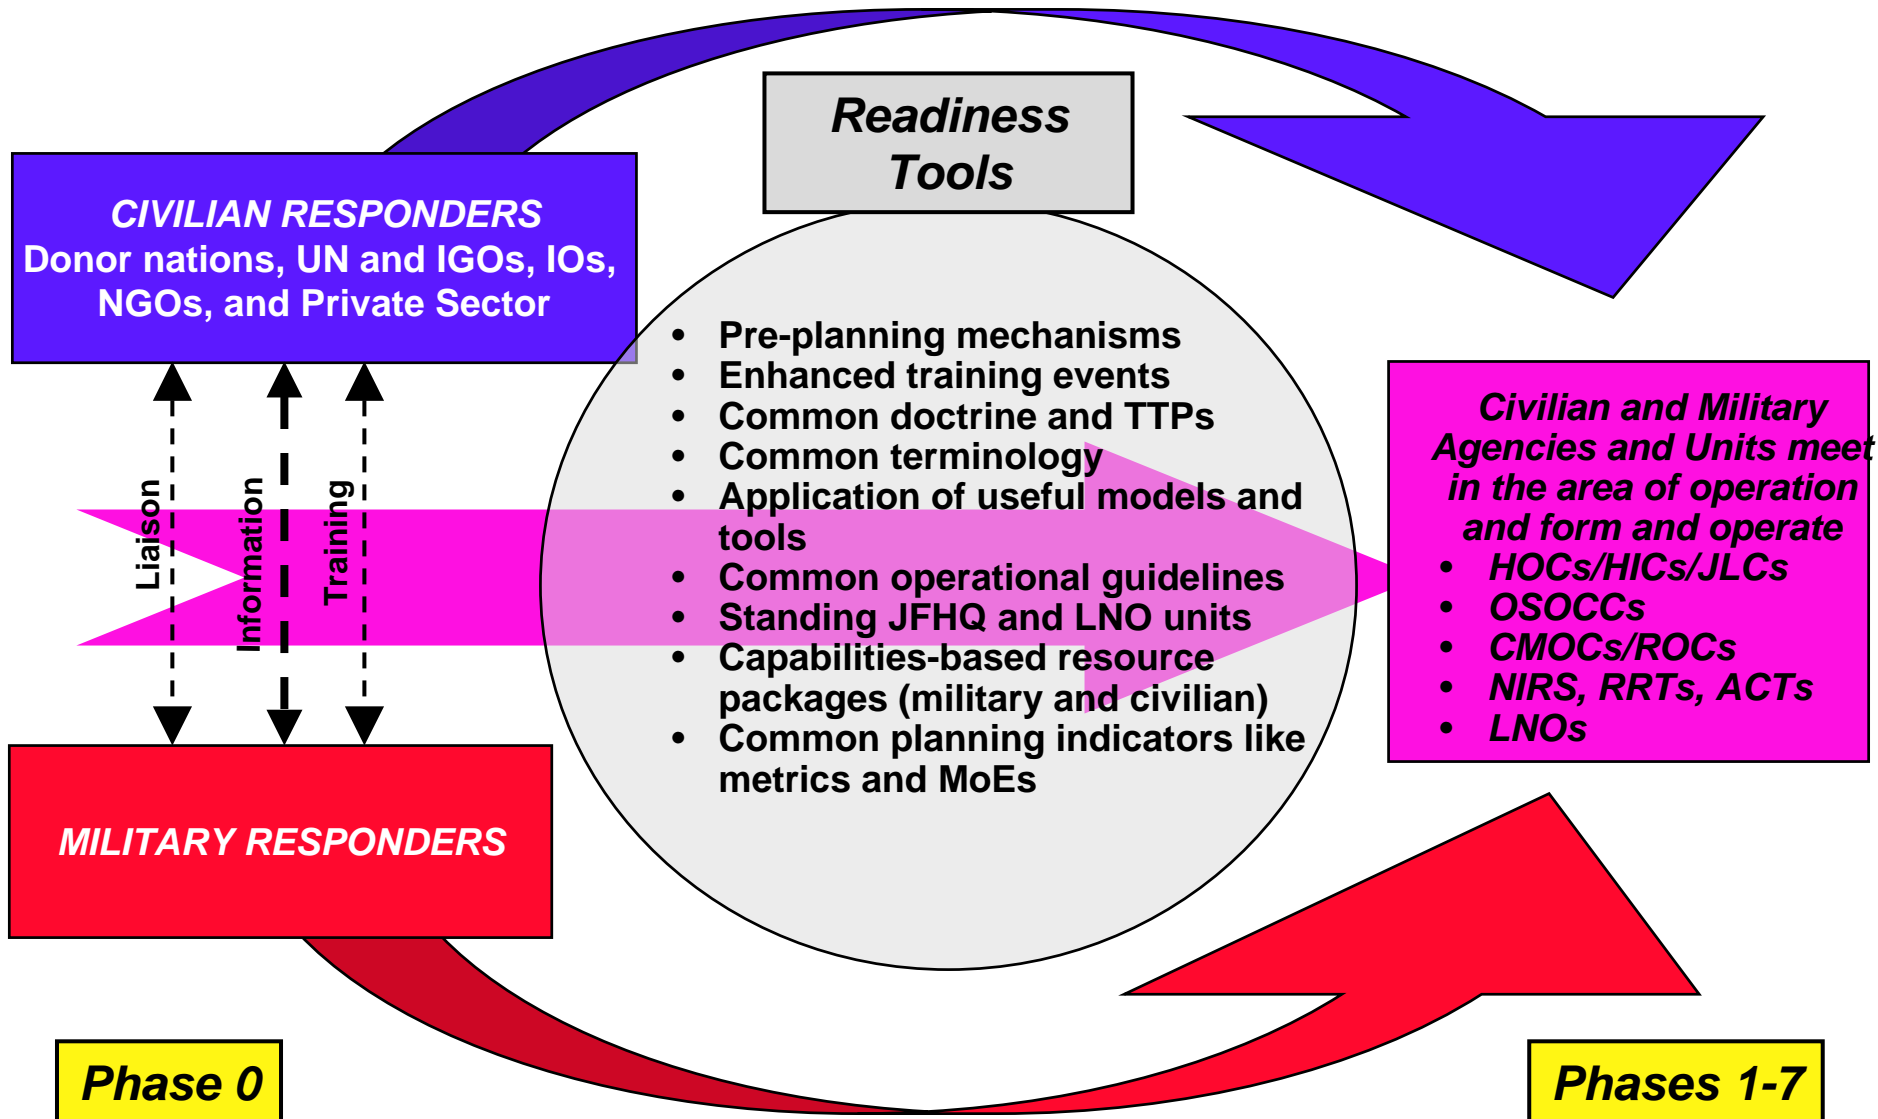 Readiness
Tools
CIVILIAN RESPONDERS
Donor nations, UN and IGOs, IOs,
NGOs, and Private Sector
Liaison
Information
Training
MILITARY RESPONDERS
• Pre-planning mechanisms
• Enhanced training events
• Common doctrine and TTPs
• Common terminology
• Application of useful models and
tools
• Common operational guidelines
• Standing JFHQ and LNO units
• Capabilities-based resource
packages (military and civilian)
• Common planning indicators like
metrics and MoEs
Civilian and Military
Agencies and Units meet
in the area of operation
and form and operate
• HOCs/HICs/JLCs
• OSOCCs
• CMOCs/ROCs
• NIRS, RRTs, ACTs
• LNOs
Phase 0
Phases 1-7